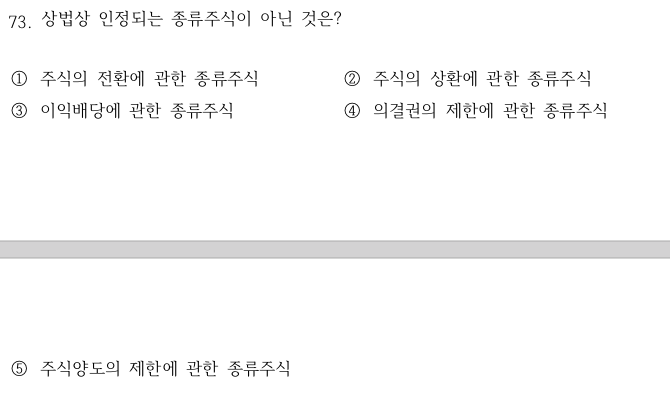 73. 상법상 인정되는 종류주식이 아닌 것은?
① 주식의 전환에 관한 종류주식 ② 주식의 상환에 관한 종류주식
③ 이익배당에 관한 종류주식 ④ 의결권의 제한에 관한 종류주식
⑤ 주식양도의 제한에 관한 종류주식